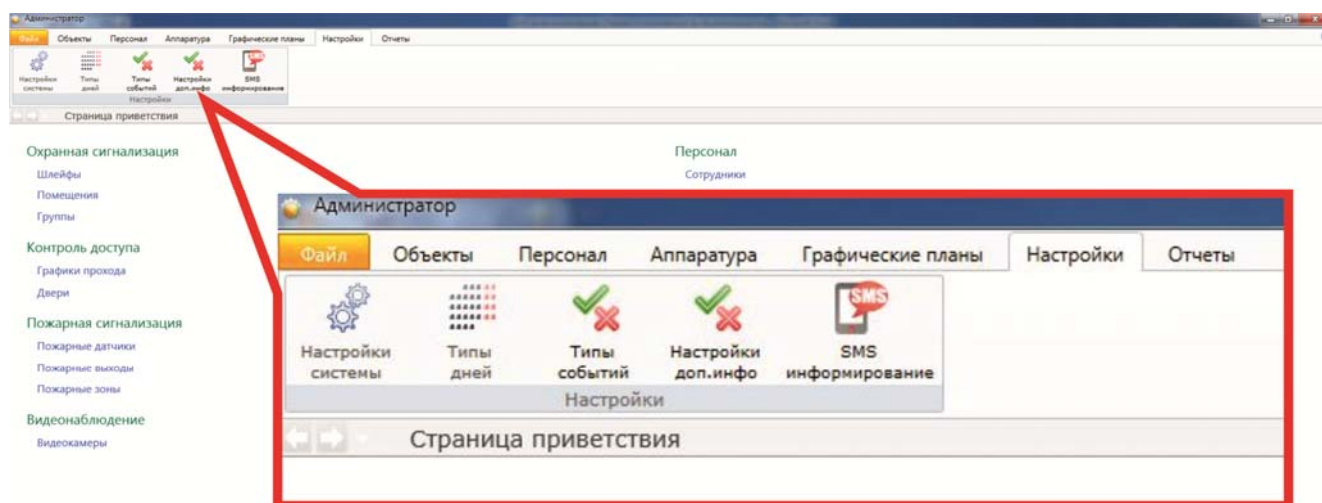 Администратор
Файл Объекты Персонал Аппаратура Графические планы Настройки Отчеты
Настройки системы
Типы дней
Типы событий
Настройки доп.инфо
SMS информирование
Настройки
Страница приветствия
Охранная сигнализация
Шлейфы
Помещения
Группы
Контроль доступа
Графики прохода
Двери
Пожарная сигнализация
Пожарные датчики
Пожарные выходы
Пожарные зоны
Видеонаблюдение
Видеокамеры
Персонал
Сотрудники
Администратор
Файл Объекты Персонал Аппаратура Графические планы Настройки Отчеты
SMS
Настройки системы
Типы дней
Типы событий
Настройки доп.инфо
SMS информирование
Настройки
Страница приветствия